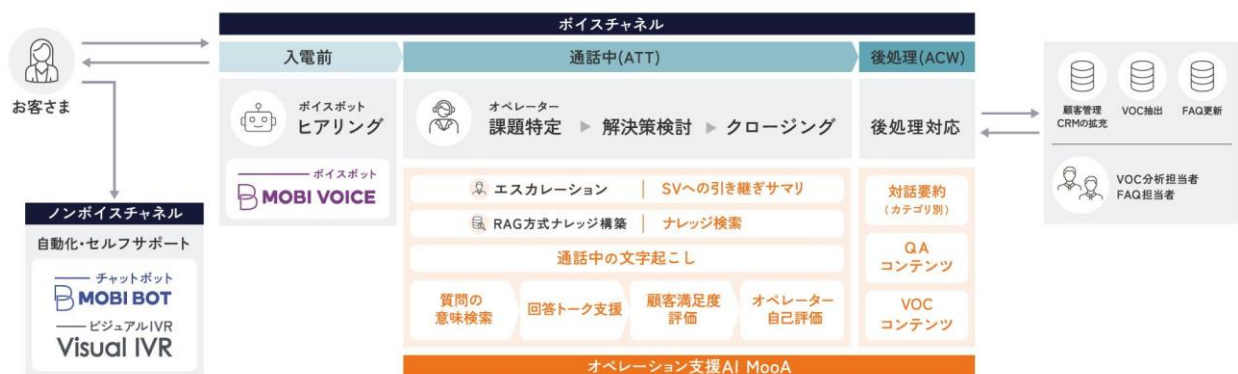 ボイスチャネル
入電前
通話中(ATT)
後処理(ACW)
お客さま
ボイスボット
ヒアリング
オペレーター
課題特定 ▶ 解決策検討 ▶ クロージング
後処理対応
顧客管理
CRMの拡充
VOC抽出
FAQ更新
VOC分析担当者
FAQ担当者
ボイスボット
MOBI VOICE
エスカレーション | SVへの引き継ぎサマリ
RAG方式ナレッジ構築 | ナレッジ検索
通話中の文字起こし
質問の
意味検索
回答トーク支援
顧客満足度
評価
オペレーター
自己評価
対話要約
(カテゴリ別)
QA
コンテンツ
VOC
コンテンツ
オペレーション支援AI MooA
ノンボイスチャネル
自動化・セルフサポート
チャットボット
MOBI BOT
ビジュアルIVR
Visual IVR